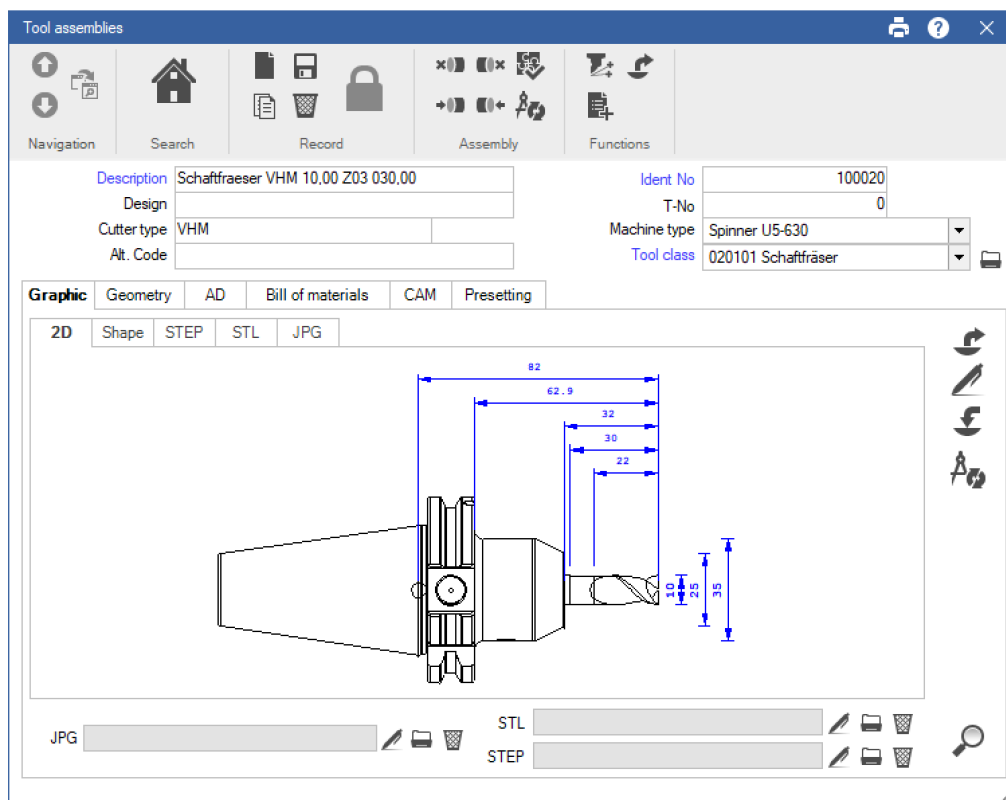 Tool assemblies
Navigation Search Record Assembly Functions
Description Schaftfraeser VHM 10,00 Z03 030,00 Ident No 100020
Design T-No 0
Cutter type VHM Machine type Spinner U5-630
Alt. Code Tool class 020101 Schaftfräser
Graphic Geometry AD Bill of materials CAM Presetting
2D Shape STEP STL JPG
82
62.9
32
30
22
10 25 35
JPG STL
STEP